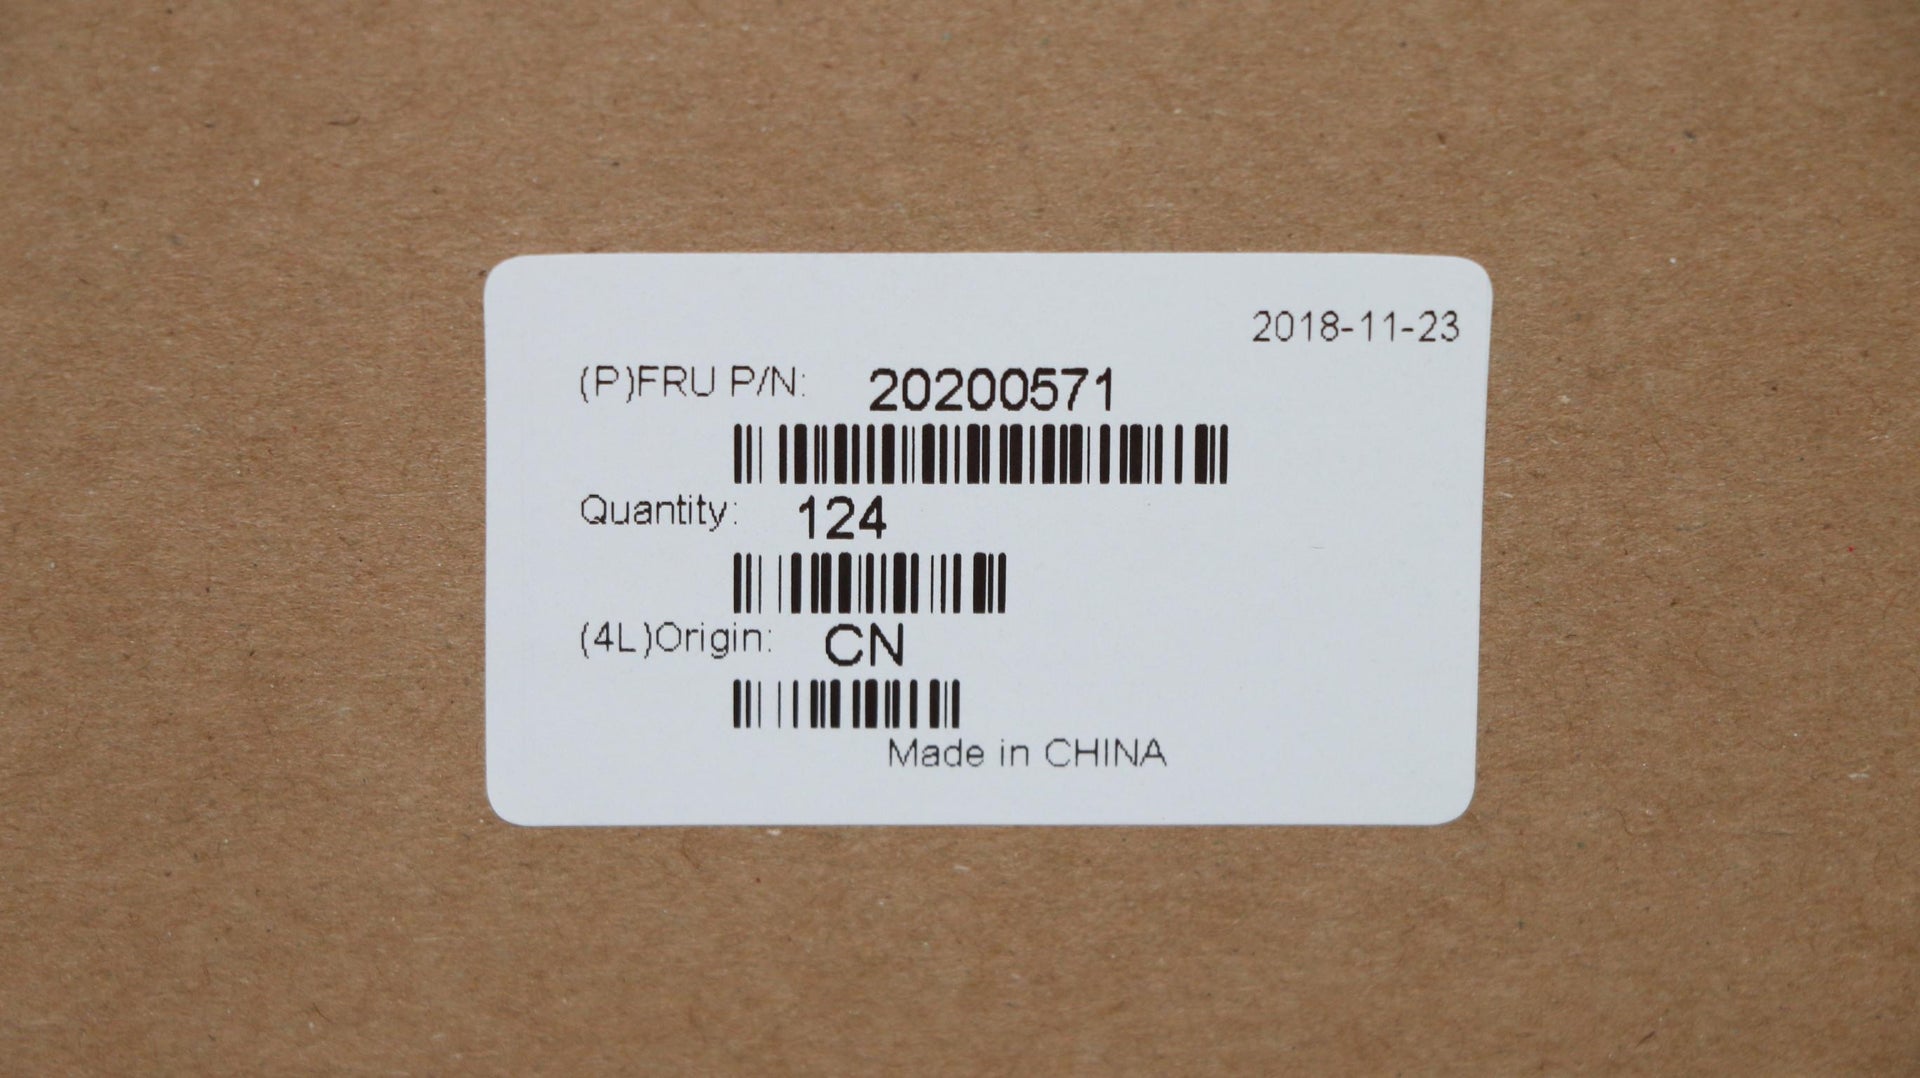 2018-11-23
(P)FRU P/N: 20200571
Quantity: 124
(4L)Origin: CN
Made in CHINA